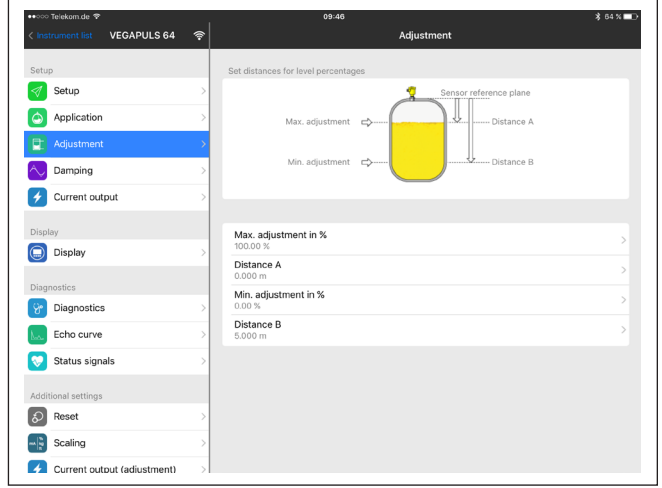 Telekom.de
09:46
64 %
Instrument list VEGAPULS 64
Adjustment
Setup
Setup
Application
Adjustment
Damping
Current output
Display
Display
Diagnostics
Diagnostics
Echo curve
Status signals
Additional settings
Reset
Scaling
Current output (adjustment)
Set distances for level percentages
Sensor reference plane
Max. adjustment
Distance A
Min. adjustment
Distance B
Max. adjustment in %
100.00 %
Distance A
0.000 m
Min. adjustment in %
0.00 %
Distance B
5.000 m